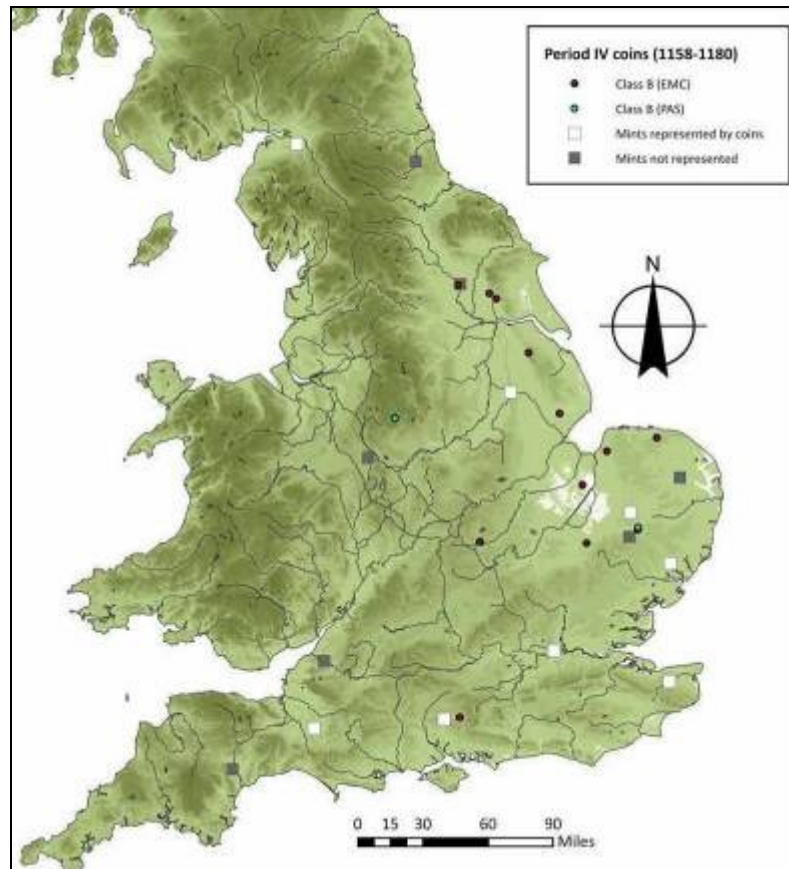 Period IV coins (1158-1180)
Class B (EMC)
Class B (PAS)
Mints represented by coins
Mints not represented
N
0 15 30 60 90
Miles